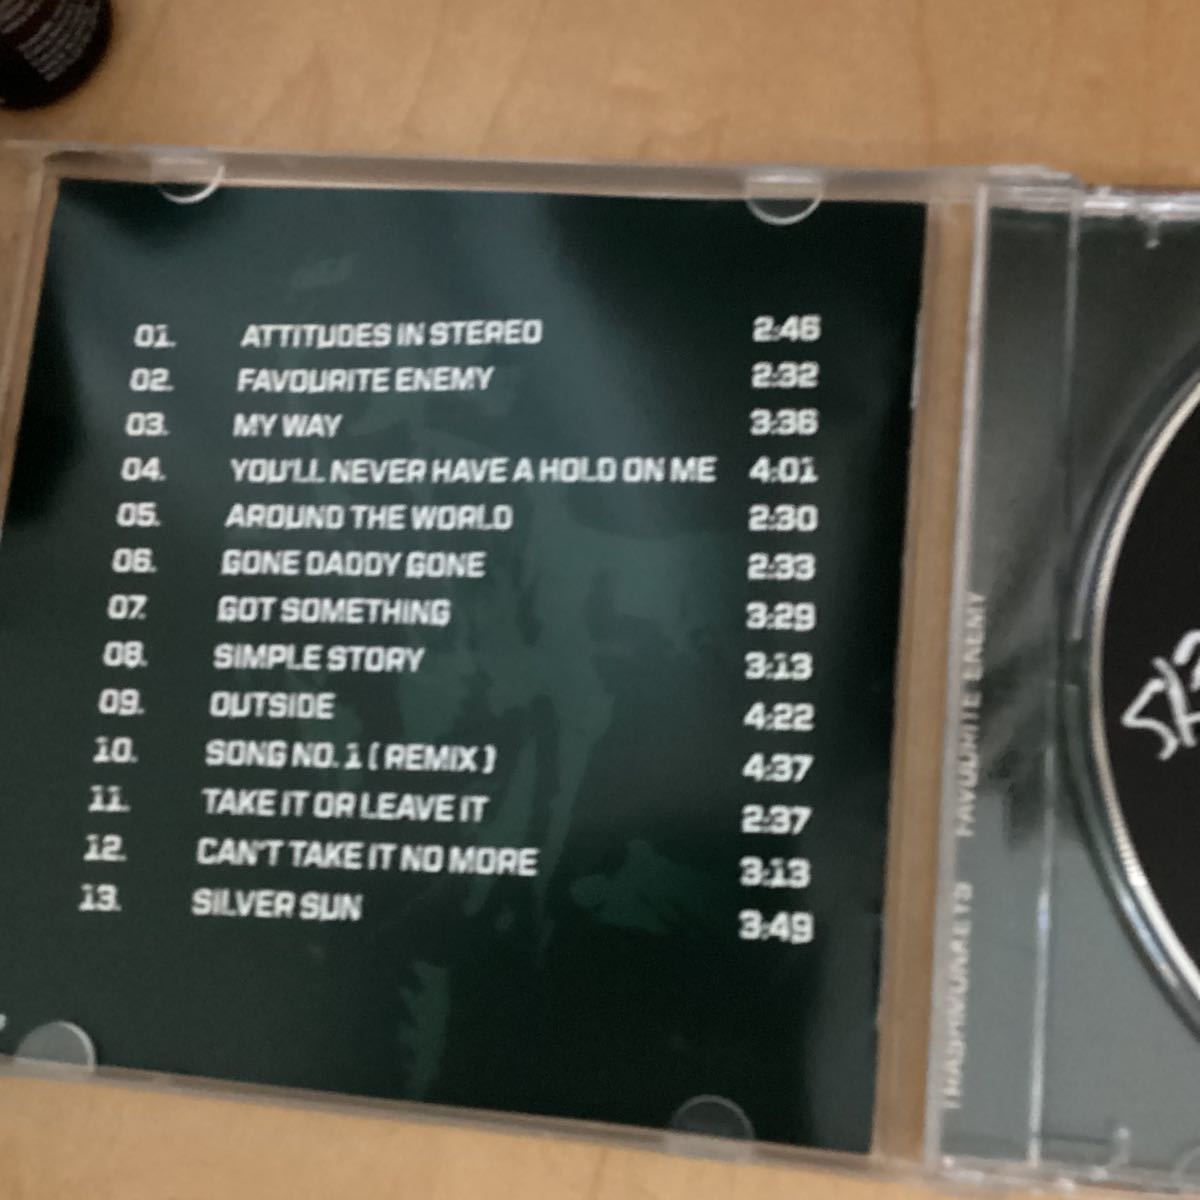 01. ATTITUDES IN STEREO 2:46
02. FAVOURITE ENEMY 2:32
03. MY WAY 3:36
04. YOU'LL NEVER HAVE A HOLD ON ME 4:01
05. AROUND THE WORLD 2:30
06. GONE DADDY GONE 2:33
07. GOT SOMETHING 3:29
08. SIMPLE STORY 3:13
09. OUTSIDE 4:22
10. SONG NO. 1 ( REMIX ) 4:37
11. TAKE IT OR LEAVE IT 2:37
12. CAN'T TAKE IT NO MORE 3:13
13. SILVER SUN 3:49
TRASHMONKEYS FAVOURITE ENEMY